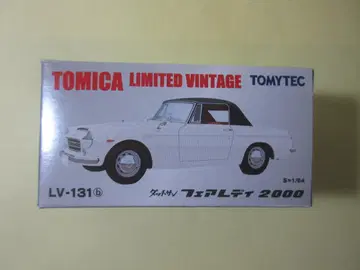 TOMICA LIMITED VINTAGE TOMYTEC
S=1/64
LV-131ⓑ ダットサン フェアレディ 2000